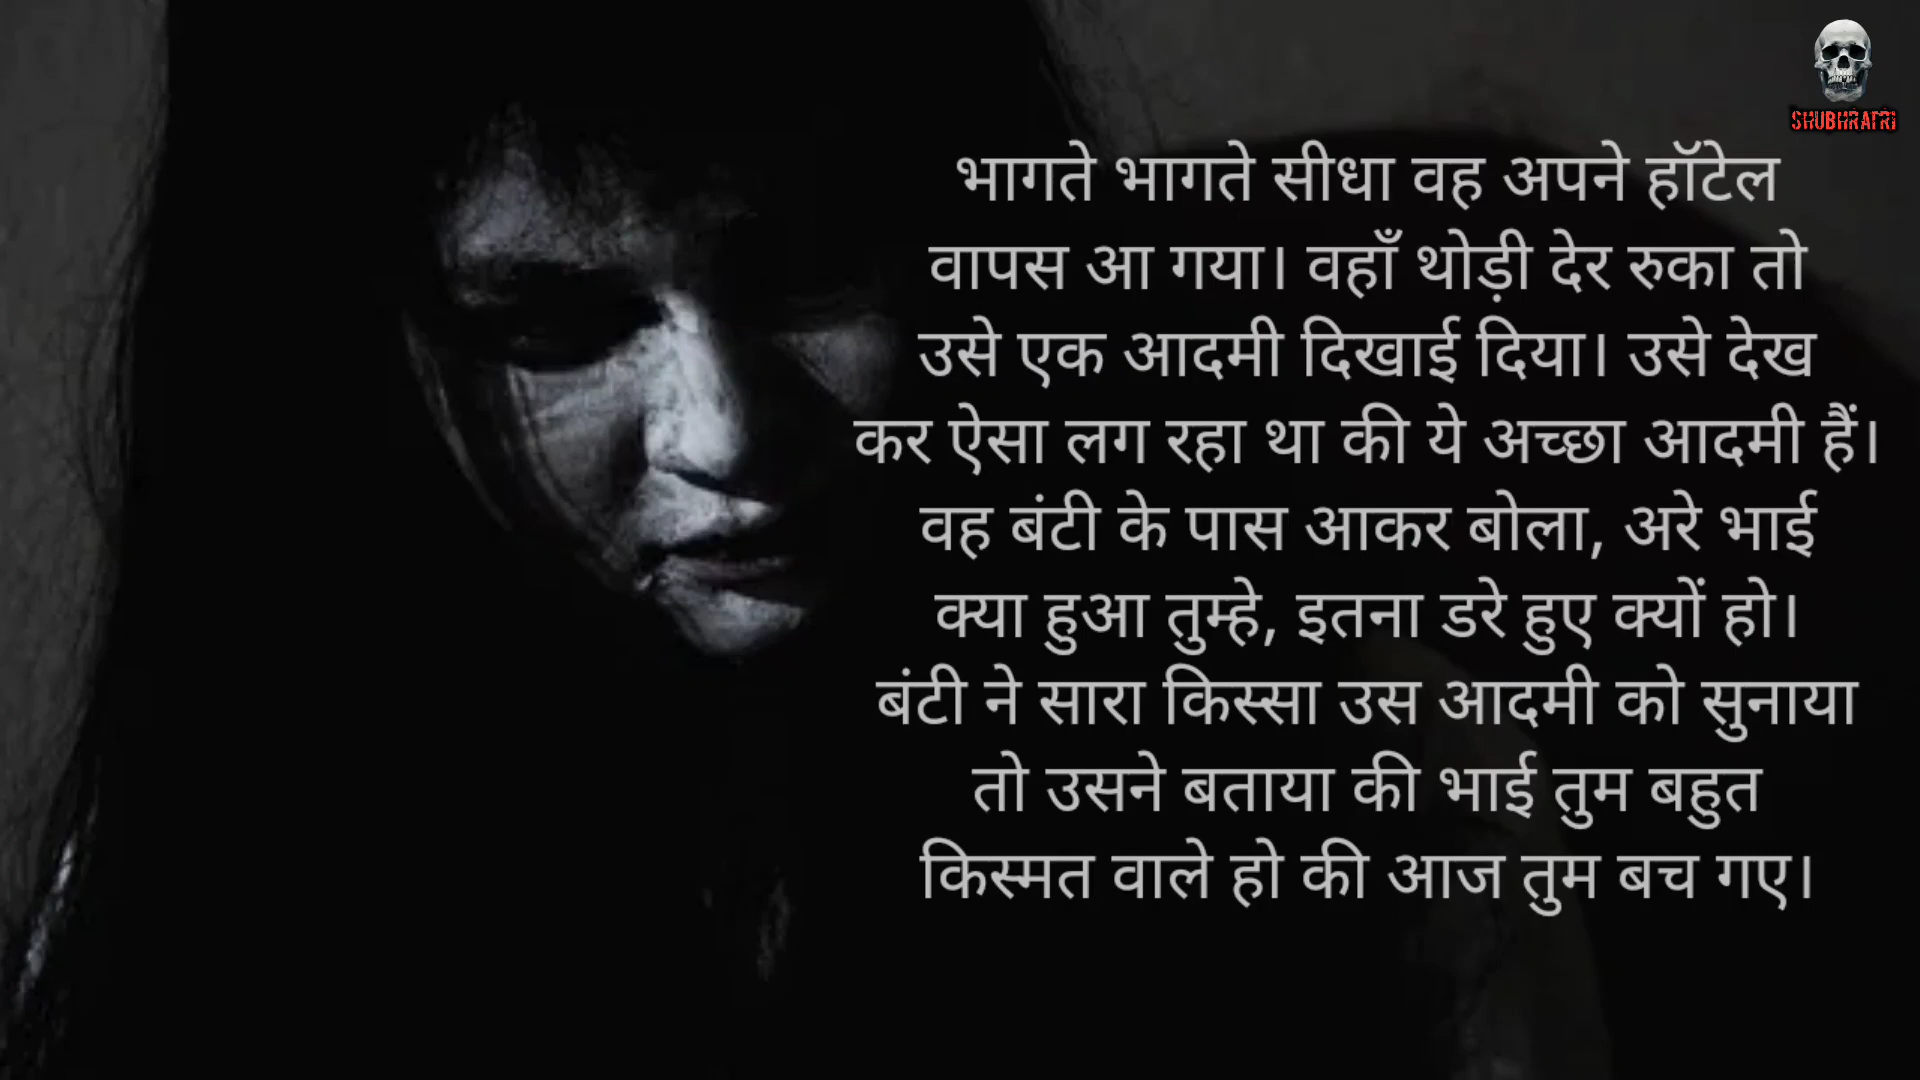 SHUBHRATRI
भागते भागते सीधा वह अपने हॉटेल
वापस आ गया। वहाँ थोड़ी देर रुका तो
उसे एक आदमी दिखाई दिया। उसे देख
कर ऐसा लग रहा था की ये अच्छा आदमी हैं।
वह बंटी के पास आकर बोला, अरे भाई
क्या हुआ तुम्हे, इतना डरे हुए क्यों हो।
बंटी ने सारा किस्सा उस आदमी को सुनाया
तो उसने बताया की भाई तुम बहुत
किस्मत वाले हो की आज तुम बच गए।